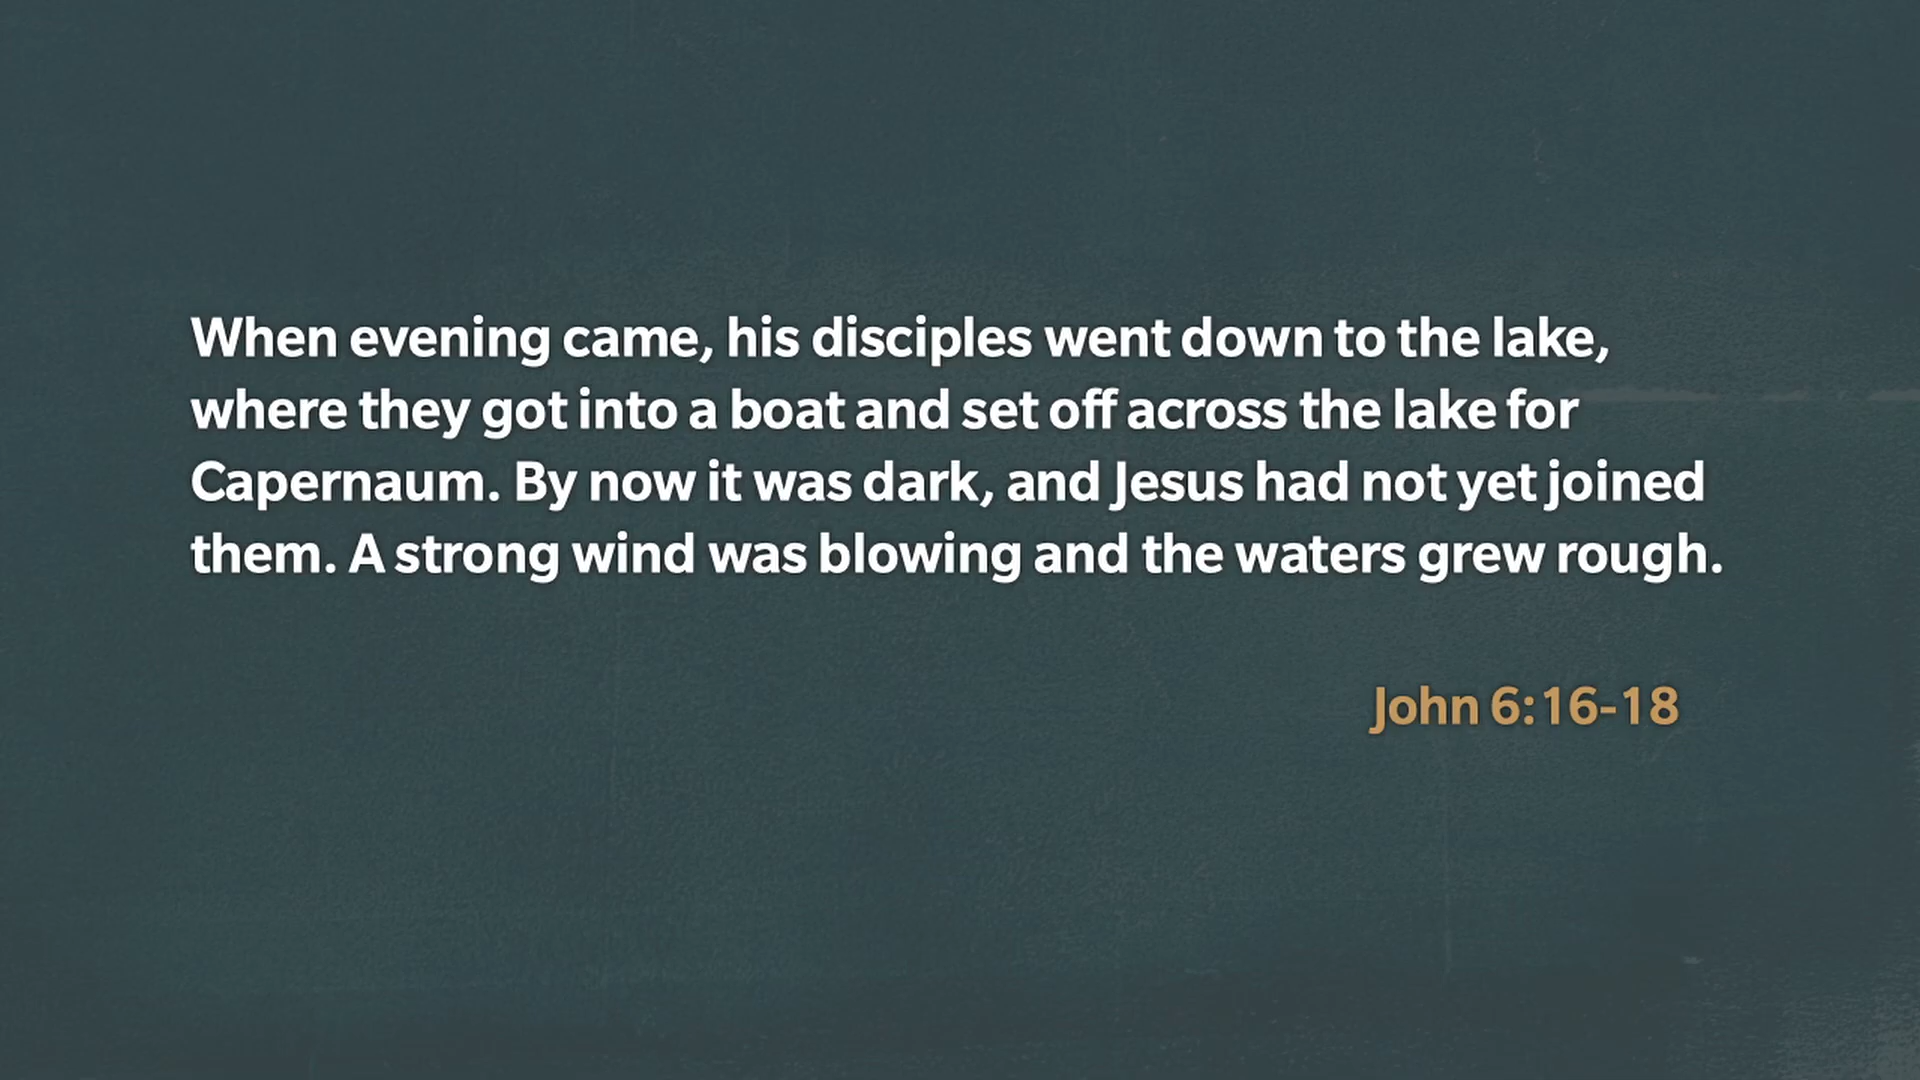 When evening came, his disciples went down to the lake,
where they got into a boat and set off across the lake for
Capernaum. By now it was dark, and Jesus had not yet joined
them. A strong wind was blowing and the waters grew rough.
John 6:16-18